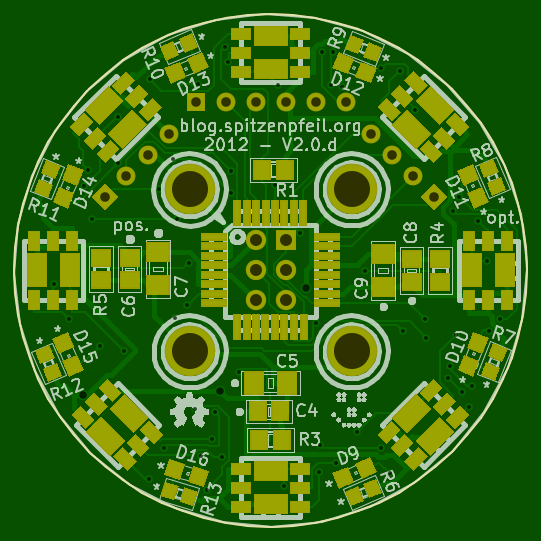 R9
R10
D13
D12
blog.spitzenpfeil.org
2012 - V2.0.d
R8
R1
D14
D11
R11
opt.
pos.
C8
R4
R5
C6
C7
C9
D15
D10
R7
C5
R12
C4
R3
D16
D9
R6
R13